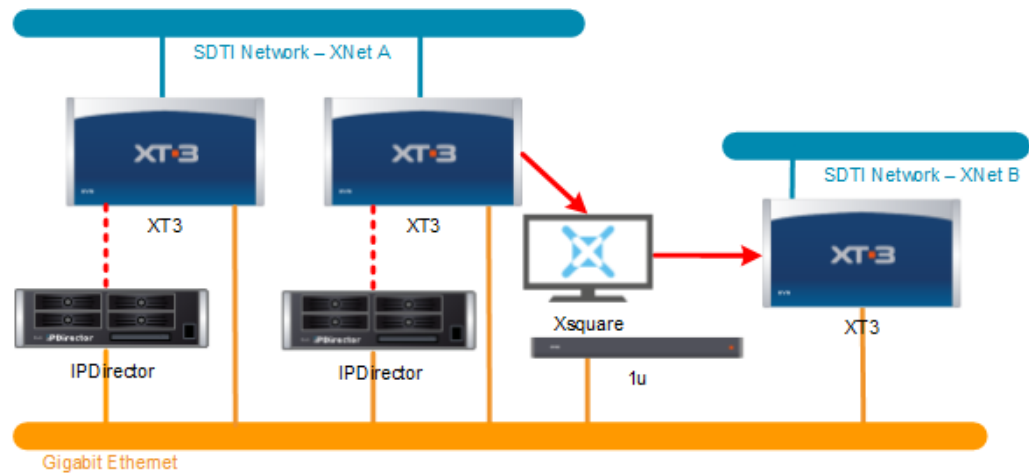 SDTI Network – XNet A
XT3
XT3
SDTI Network – XNet B
XT3
XT3
XT3
Xsquare
XT3
IPDirector
IPDirector
IPDirector
IPDirector
1u
Gigabit Ethernet